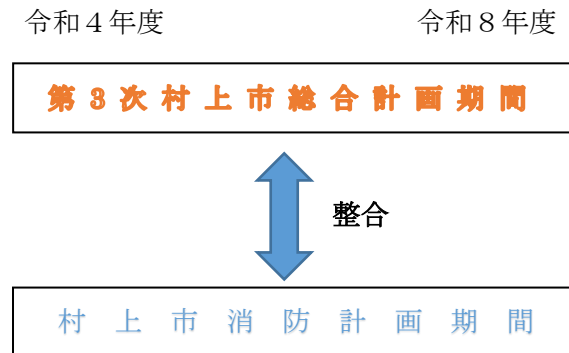 令和４年度　令和８年度
第３次村上市総合計画期間
整合
村上市消防計画期間